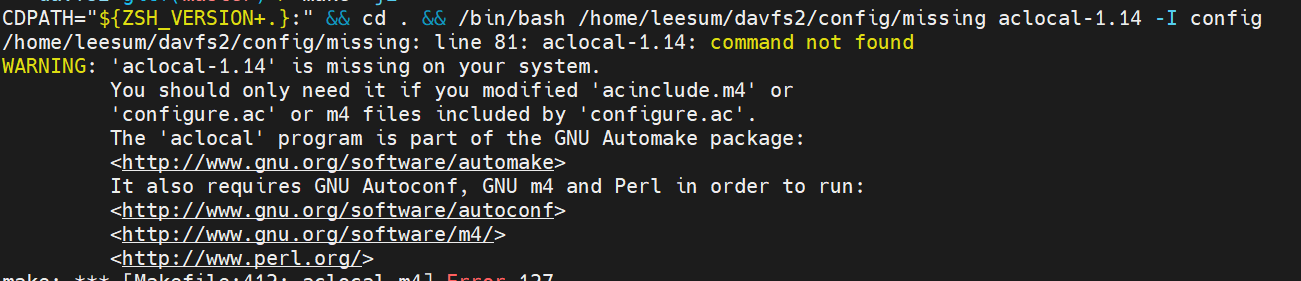 CDPATH="${ZSH_VERSION+.}:" && cd . && /bin/bash /home/leesum/davfs2/config/missing aclocal-1.14 -I config
/home/leesum/davfs2/config/missing: line 81: aclocal-1.14: command not found
WARNING: 'aclocal-1.14' is missing on your system.
You should only need it if you modified 'acinclude.m4' or
'configure.ac' or m4 files included by 'configure.ac'.
The 'aclocal' program is part of the GNU Automake package:
<http://www.gnu.org/software/automake>
It also requires GNU Autoconf, GNU m4 and Perl in order to run:
<http://www.gnu.org/software/autoconf>
<http://www.gnu.org/software/m4/>
<http://www.perl.org/>
make: *** [Makefile:412: aclocal.m4] Error 127